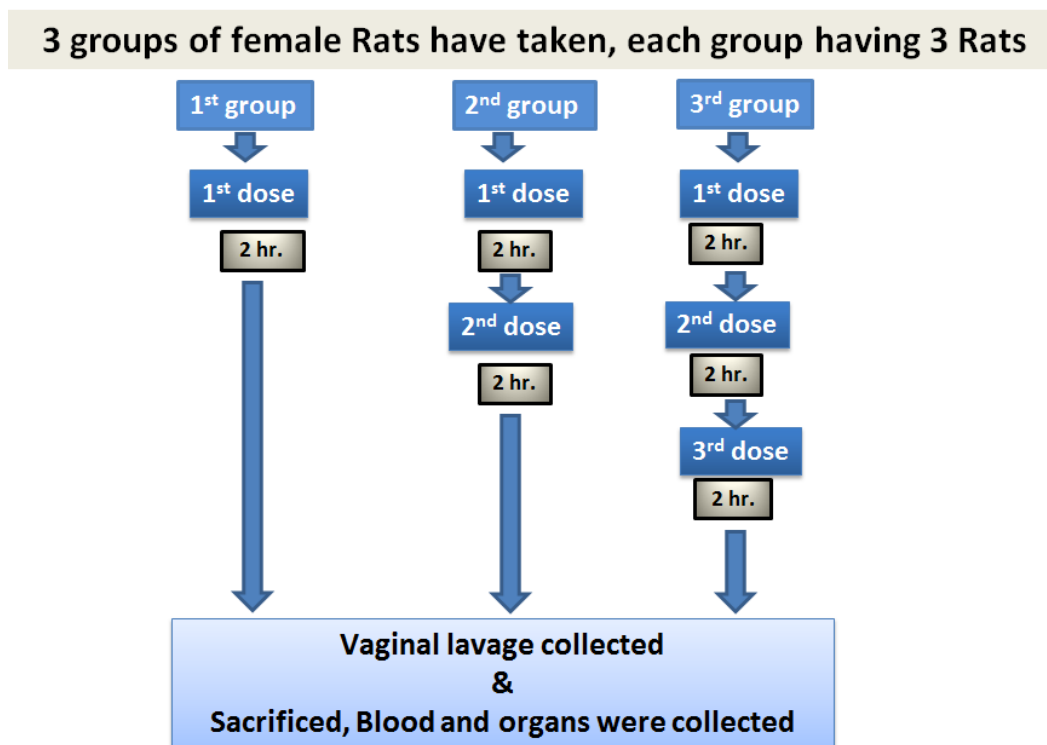 3 groups of female Rats have taken, each group having 3 Rats
1st group
2nd group
3rd group
1st dose
1st dose
1st dose
2 hr.
2 hr.
2 hr.
2nd dose
2nd dose
2 hr.
2 hr.
3rd dose
2 hr.
Vaginal lavage collected
&
Sacrificed, Blood and organs were collected